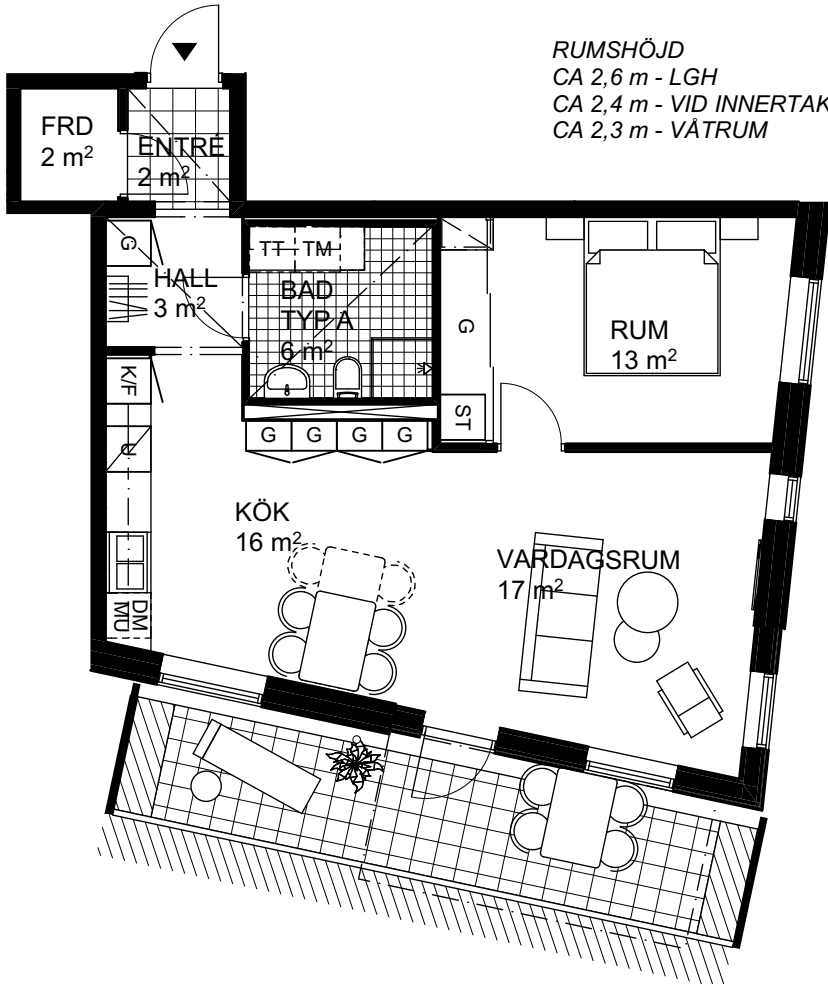 RUMSHÖJD
CA 2,6 m - LGH
CA 2,4 m - VID INNERTAK
CA 2,3 m - VÅTRUM
FRD
2 m²
ENTRÉ
2 m²
G
HALL
3 m²
TT TM
BAD
TYP A
6 m²
G
ST
RUM
13 m²
K/F
U
G G G G
KÖK
16 m²
VARDAGSRUM
17 m²
DM
MU